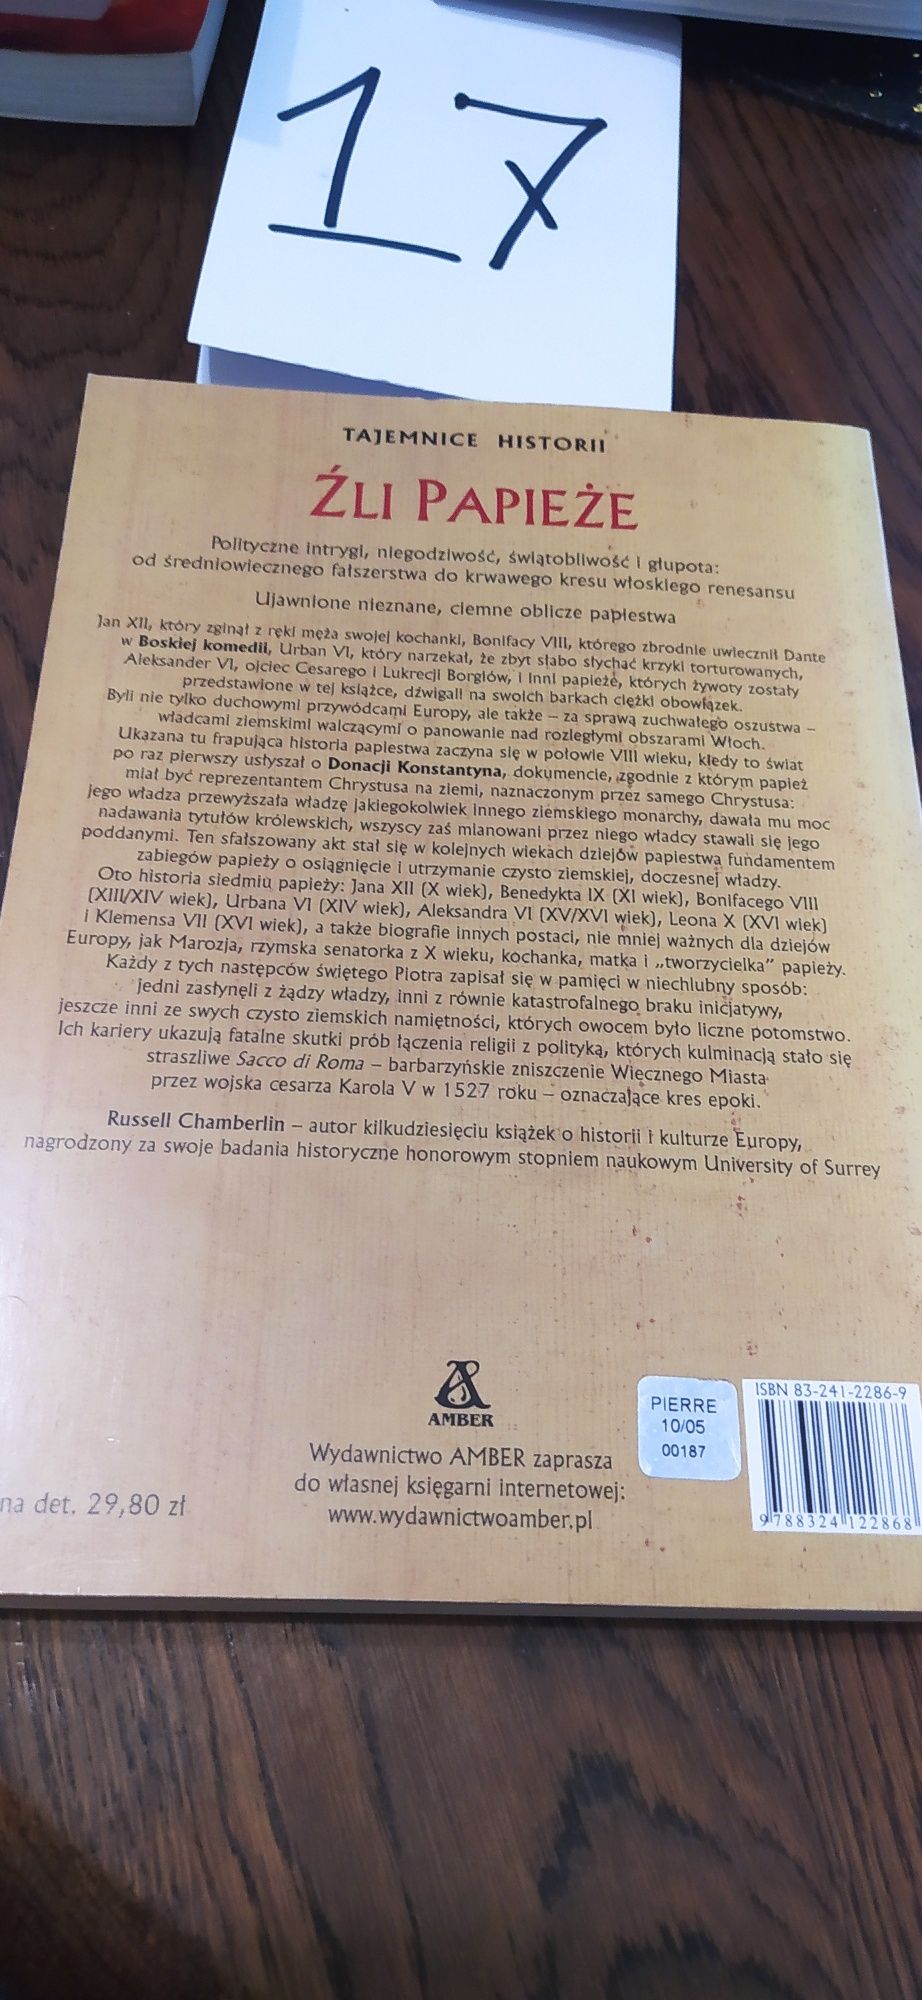 17
TAJEMNICE HISTORII
ŹLI PAPIEŻE
Polityczne intrygi, niegodziwość, świątobliwość i głupota:
od średniowiecznego fałszerstwa do krwawego kresu włoskiego renesansu
Ujawnione nieznane, ciemne oblicze papiestwa
Jan XII, który zginął z ręki męża swojej kochanki, Bonifacy VIII, którego zbrodnie uwiecznił Dante
w Boskiej komedii, Urban VI, który narzekał, że zbyt słabo słychać krzyki torturowanych,
Aleksander VI, ojciec Cesarego i Lukrecji Borgiów, i inni papieże, których żywoty zostały
przedstawione w tej książce, dźwigali na swoich barkach ciężki obowiązek.
Byli nie tylko duchowymi przywódcami Europy, ale także – za sprawą zuchwałego oszustwa –
władcami ziemskimi walczącymi o panowanie nad rozległymi obszarami Włoch.
Ukazana tu frapująca historia papiestwa zaczyna się w połowie VIII wieku, kiedy to świat
po raz pierwszy usłyszał o Donacji Konstantyna, dokumencie, zgodnie z którym papież
miał być reprezentantem Chrystusa na ziemi, naznaczonym przez samego Chrystusa:
jego władza przewyższała władzę jakiegokolwiek innego ziemskiego monarchy, dawała mu moc
nadawania tytułów królewskich, wszyscy zaś mianowani przez niego władcy stawali się jego
poddanymi. Ten sfałszowany akt stał się w kolejnych wiekach dziejów papiestwa fundamentem
zabiegów papieży o osiągnięcie i utrzymanie czysto ziemskiej, doczesnej władzy.
Oto historia siedmiu papieży: Jana XII (X wiek), Benedykta IX (XI wiek), Bonifacego VIII
(XIII/XIV wiek), Urbana VI (XIV wiek), Aleksandra VI (XV/XVI wiek), Leona X (XVI wiek)
i Klemensa VII (XVI wiek), a także biografie innych postaci, nie mniej ważnych dla dziejów
Europy, jak Marozja, rzymska senatorka z X wieku, kochanka, matka i „tworzycielka” papieży.
Każdy z tych następców świętego Piotra zapisał się w pamięci w niechlubny sposób:
jedni zasłynęli z żądzy władzy, inni z równie katastrofalnego braku inicjatywy,
jeszcze inni ze swych czysto ziemskich namiętności, których owocem było liczne potomstwo.
Ich kariery ukazują fatalne skutki prób łączenia religii z polityką, których kulminacją stało się
straszliwe Sacco di Roma – barbarzyńskie zniszczenie Wiecznego Miasta
przez wojska cesarza Karola V w 1527 roku – oznaczające kres epoki.
Russell Chamberlin – autor kilkudziesięciu książek o historii i kulturze Europy,
nagrodzony za swoje badania historyczne honorowym stopniem naukowym University of Surrey
AMBER
Wydawnictwo AMBER zaprasza
do własnej księgarni internetowej:
www.wydawnictwoamber.pl
na det. 29,80 zł
PIERRE
10/05
00187
ISBN 83-241-2286-9
9 788324 122868